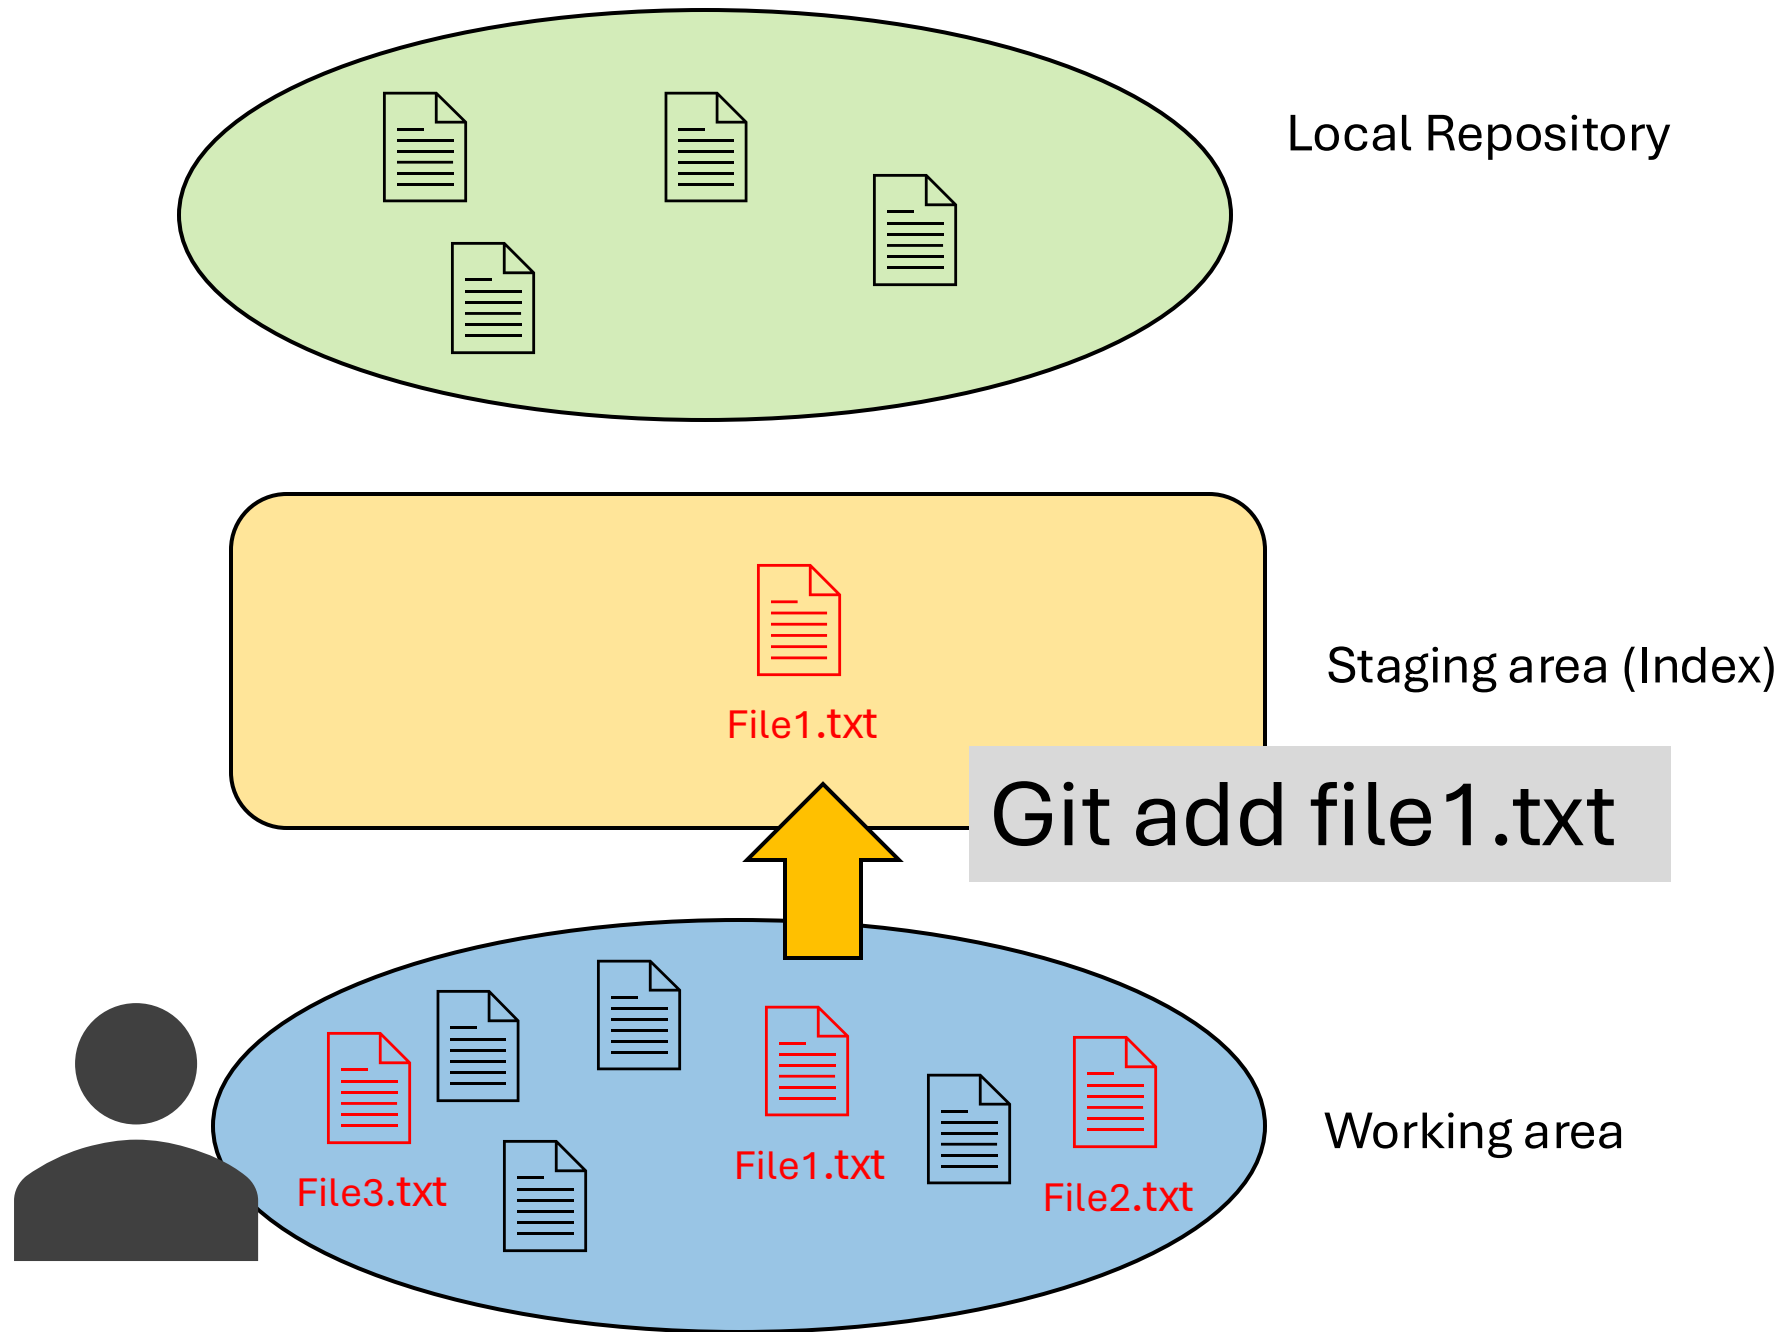 Local Repository
File1.txt
Staging area (Index)
Git add file1.txt
File3.txt
File1.txt
File2.txt
Working area